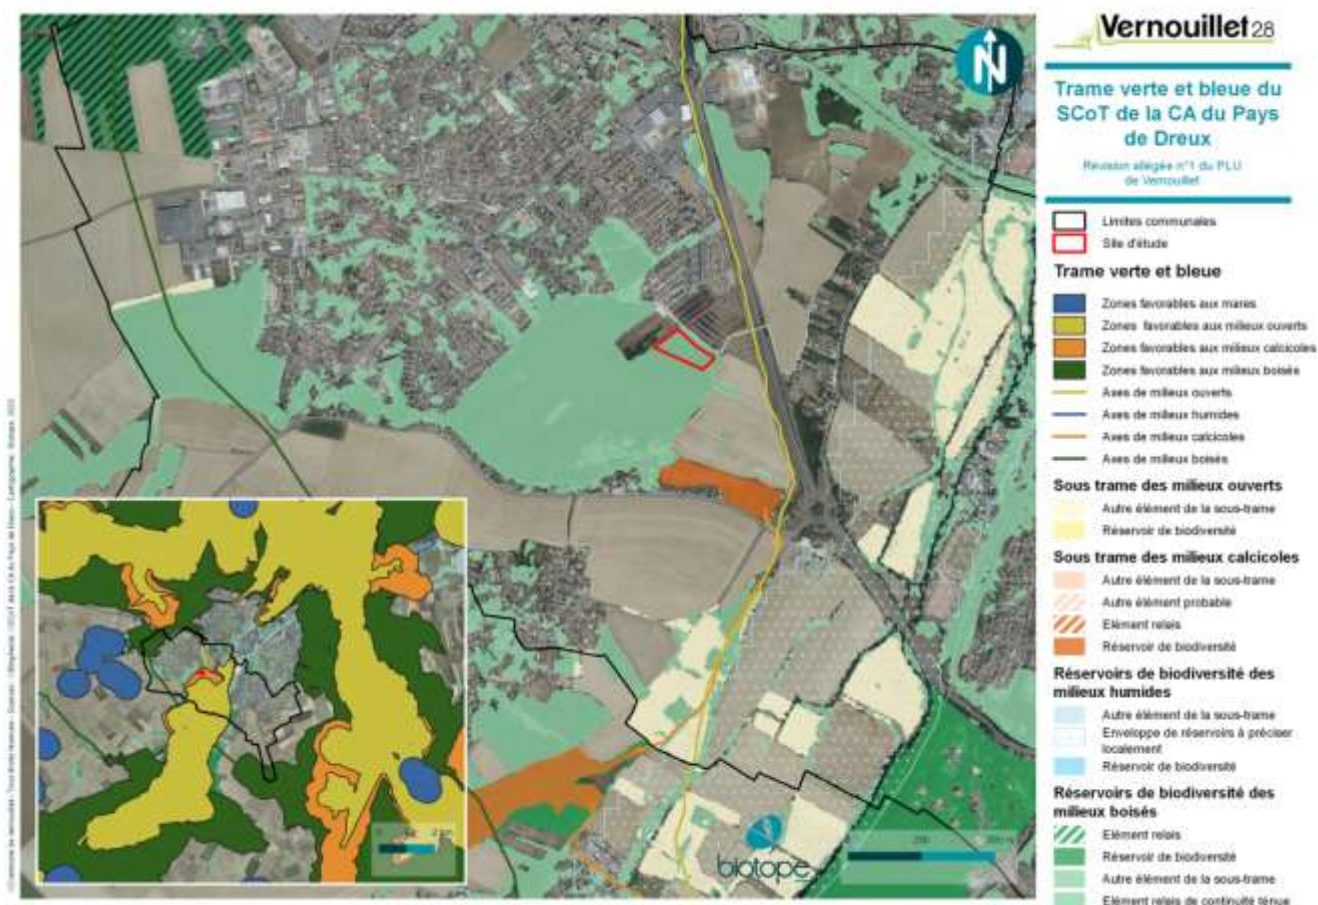 Vernouillet 28
Trame verte et bleue du
SCoT de la CA du Pays
de Dreux
Révision allégée n°1 du PLU
de Vernouillet
Limites communales
Site d'étude
Trame verte et bleue
Zones favorables aux mares
Zones favorables aux milieux ouverts
Zones favorables aux milieux calcicoles
Zones favorables aux milieux boisés
Axes de milieux ouverts
Axes de milieux humides
Axes de milieux calcicoles
Axes de milieux boisés
Sous trame des milieux ouverts
Autre élément de la sous-trame
Réservoir de biodiversité
Sous trame des milieux calcicoles
Autre élément de la sous-trame
Autre élément probable
Elément relais
Réservoir de biodiversité
Réservoirs de biodiversité des
milieux humides
Autre élément de la sous-trame
Enveloppe de réservoirs à préciser
localement
Réservoir de biodiversité
Réservoirs de biodiversité des
milieux boisés
Elément relais
Réservoir de biodiversité
Autre élément de la sous-trame
Elément relais de continuité ténue
N
biotope